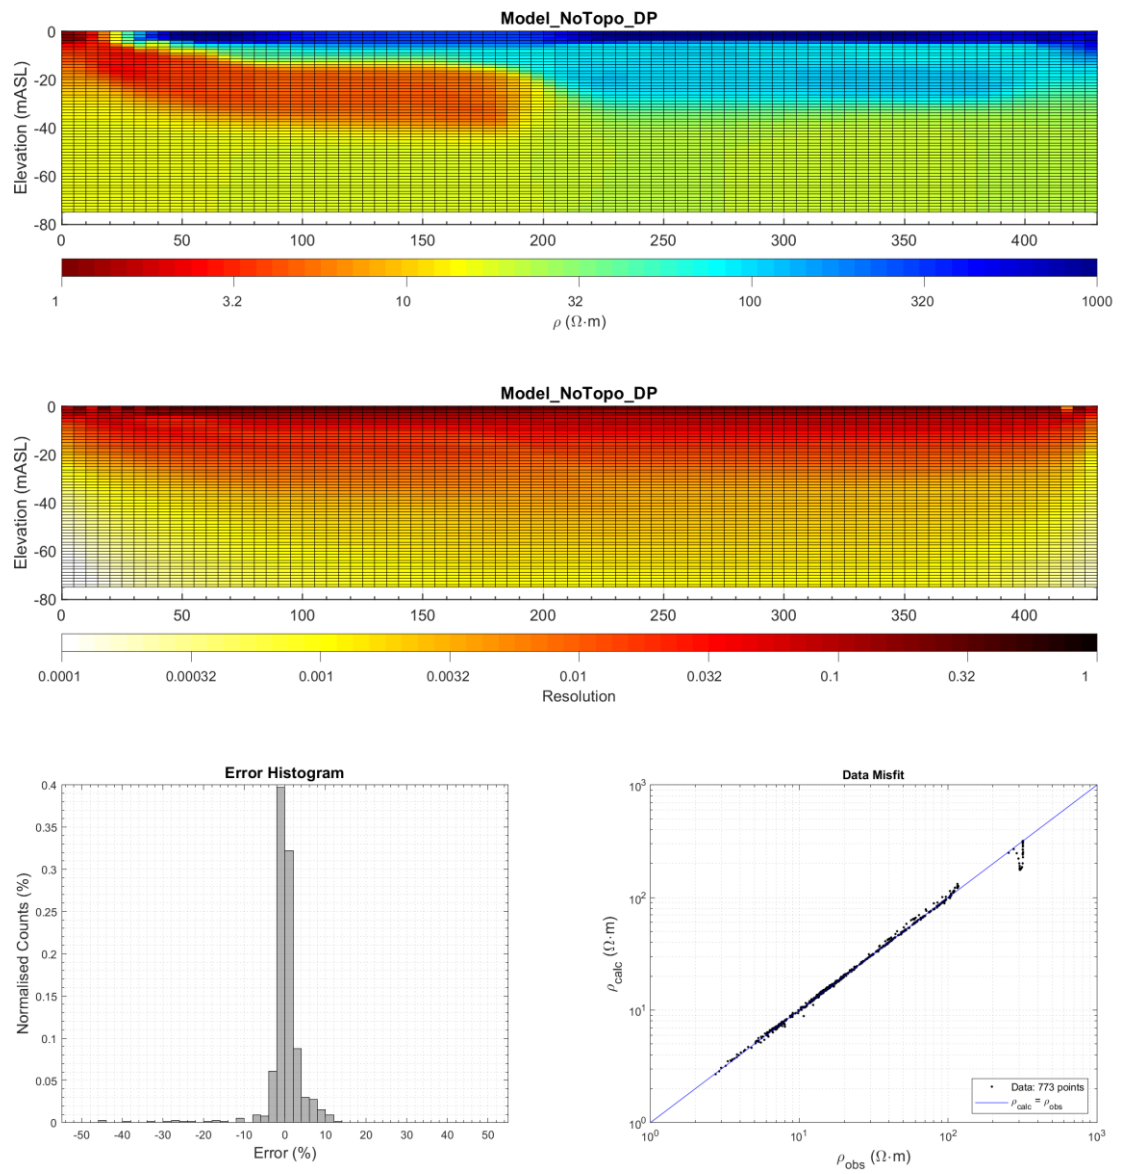 Model_NoTopo_DP
Elevation (mASL)
0
-20
-40
-60
-80
0 50 100 150 200 250 300 350 400
1 3.2 10 32 100 320 1000
ρ (Ω·m)
Model_NoTopo_DP
Elevation (mASL)
0
-20
-40
-60
-80
0 50 100 150 200 250 300 350 400
0.0001 0.00032 0.001 0.0032 0.01 0.032 0.1 0.32 1
Resolution
Error Histogram
Normalised Counts (%)
0.4
0.35
0.3
0.25
0.2
0.15
0.1
0.05
0
-50 -40 -30 -20 -10 0 10 20 30 40 50
Error (%)
Data Misfit
ρcalc (Ω·m)
10³
10²
10¹
10⁰
10⁰ 10¹ 10² 10³
ρobs (Ω·m)
Data: 773 points
ρcalc = ρobs